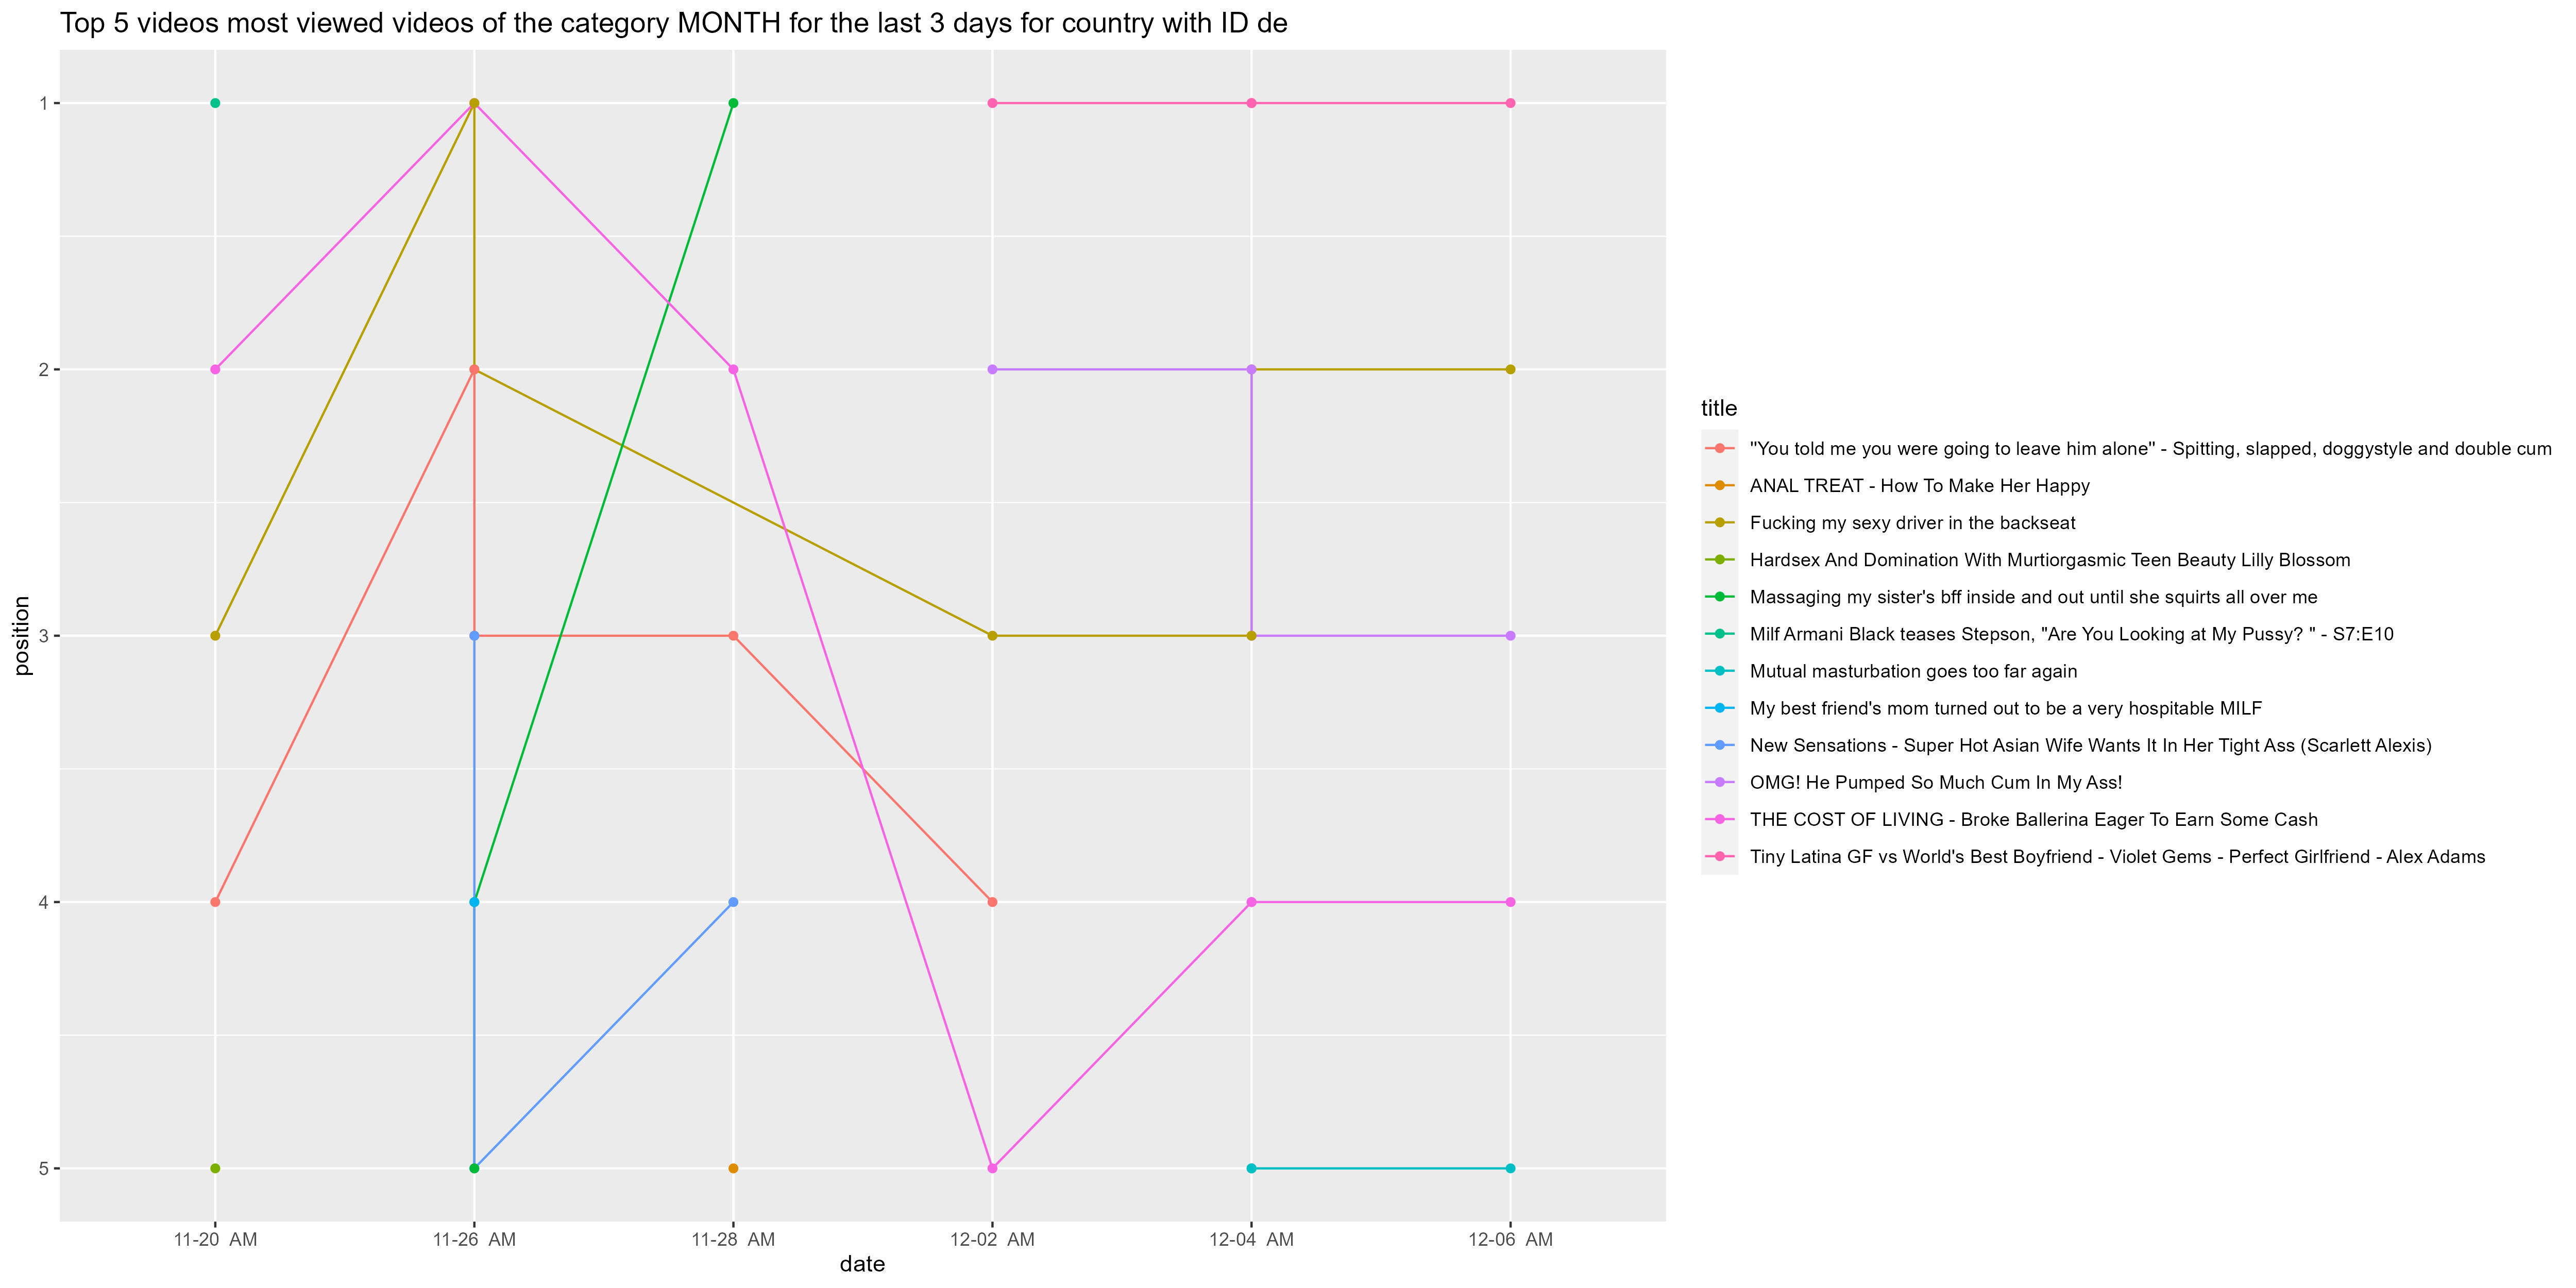 Top 5 videos most viewed videos of the category MONTH for the last 3 days for country with ID de
1
2
3
4
5
position
11-20 AM
11-26 AM
11-28 AM
12-02 AM
12-04 AM
12-06 AM
date
title
"You told me you were going to leave him alone" - Spitting, slapped, doggystyle and double cum
ANAL TREAT - How To Make Her Happy
Fucking my sexy driver in the backseat
Hardsex And Domination With Murtiorgasmic Teen Beauty Lilly Blossom
Massaging my sister's bff inside and out until she squirts all over me
Milf Armani Black teases Stepson, "Are You Looking at My Pussy? " - S7:E10
Mutual masturbation goes too far again
My best friend's mom turned out to be a very hospitable MILF
New Sensations - Super Hot Asian Wife Wants It In Her Tight Ass (Scarlett Alexis)
OMG! He Pumped So Much Cum In My Ass!
THE COST OF LIVING - Broke Ballerina Eager To Earn Some Cash
Tiny Latina GF vs World's Best Boyfriend - Violet Gems - Perfect Girlfriend - Alex Adams